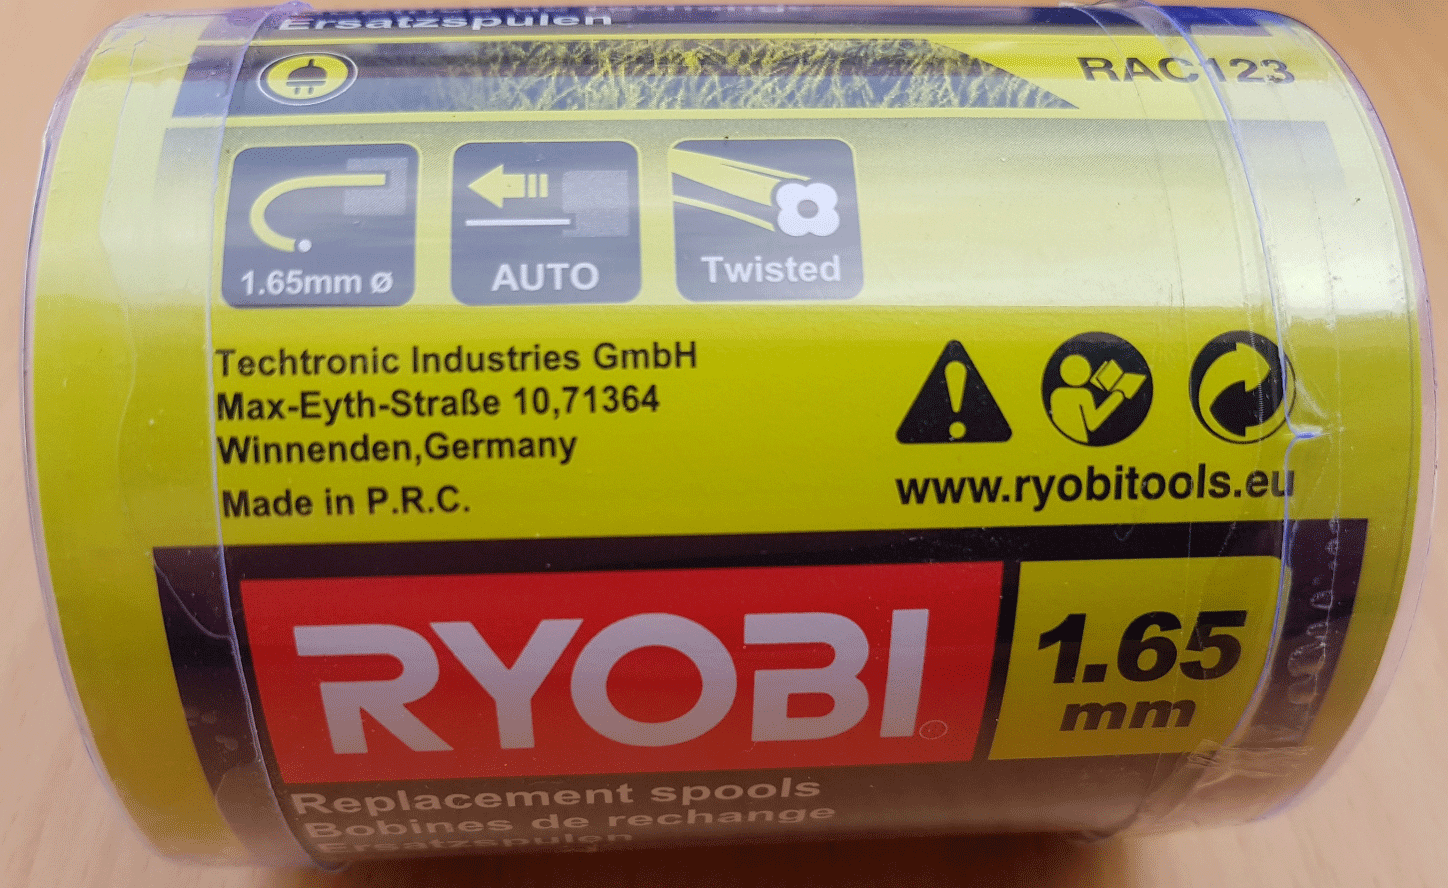 Ersatzspulen
RAC123
1.65mm ø
AUTO
Twisted
Techtronic Industries GmbH
Max-Eyth-Straße 10,71364
Winnenden,Germany
Made in P.R.C.
www.ryobitools.eu
RYOBI
1.65
mm
Replacement spools
Bobines de rechange
Ersatzspulen